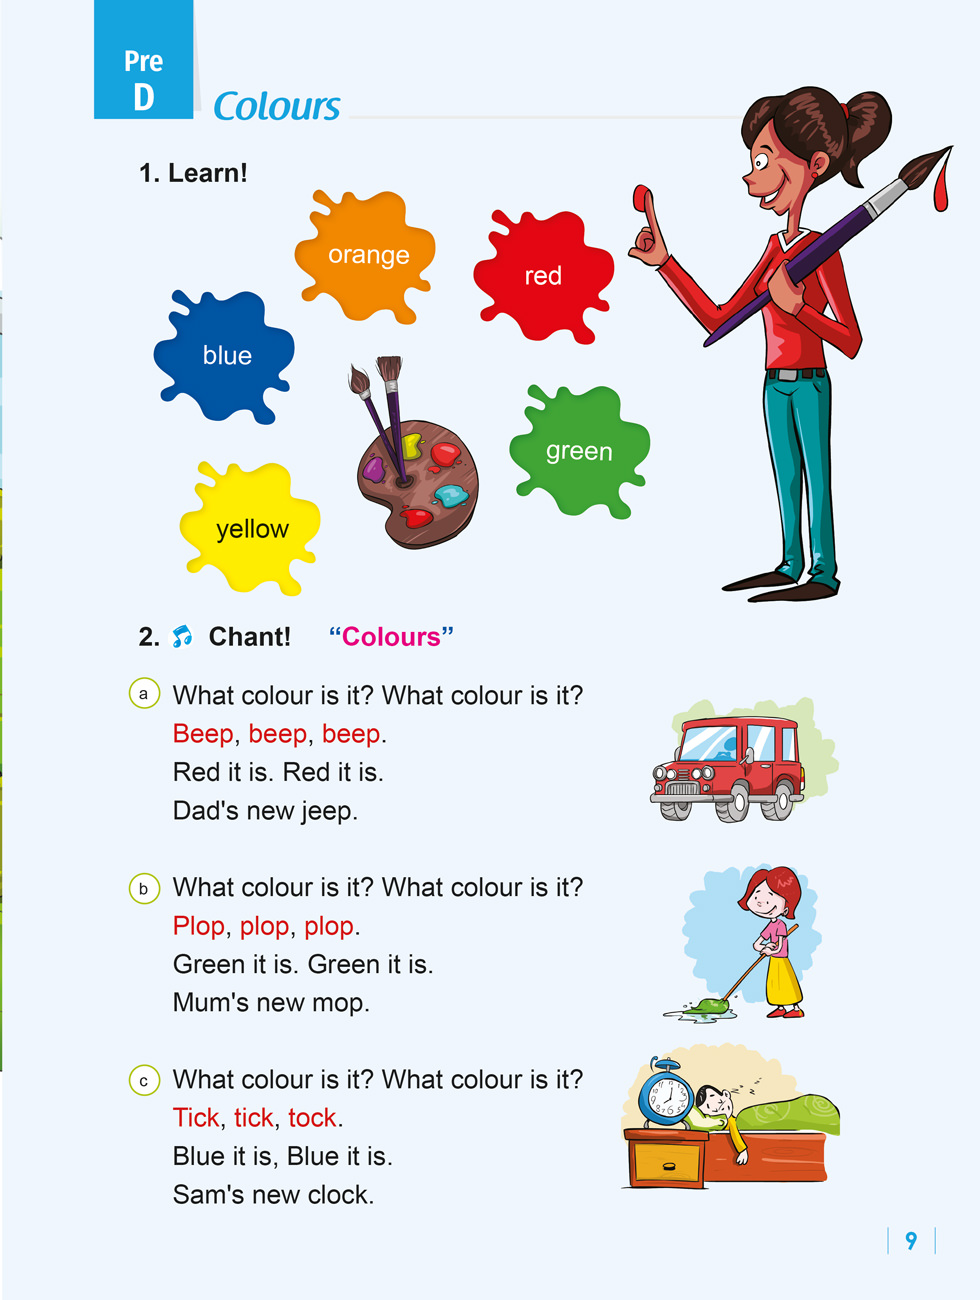 Pre
D
Colours
1. Learn!
orange
red
blue
green
yellow
2. Chant! “Colours”
a What colour is it? What colour is it?
Beep, beep, beep.
Red it is. Red it is.
Dad's new jeep.
b What colour is it? What colour is it?
Plop, plop, plop.
Green it is. Green it is.
Mum's new mop.
c What colour is it? What colour is it?
Tick, tick, tock.
Blue it is, Blue it is.
Sam's new clock.
9